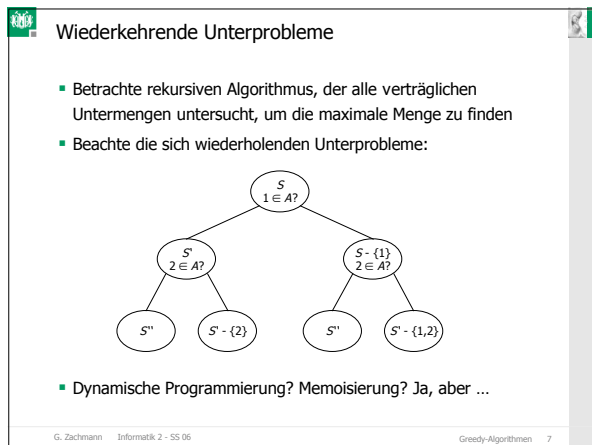 Wiederkehrende Unterprobleme
▪ Betrachte rekursiven Algorithmus, der alle verträglichen
Untermengen untersucht, um die maximale Menge zu finden
▪ Beachte die sich wiederholenden Unterprobleme:
S
1 ∈ A?
S'
2 ∈ A?
S - {1}
2 ∈ A?
S''
S' - {2}
S''
S' - {1,2}
▪ Dynamische Programmierung? Memoisierung? Ja, aber ...
G. Zachmann Informatik 2 - SS 06
Greedy-Algorithmen 7